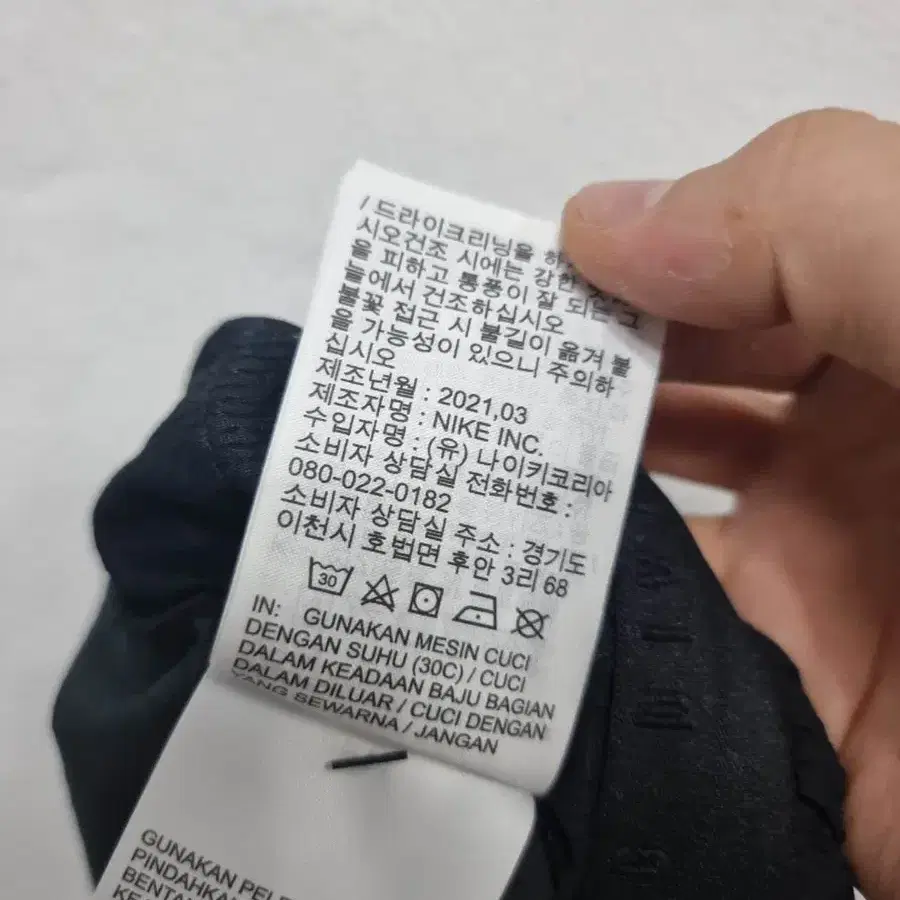 / 드라이크리닝을
시오건조 시에는 강한
을 피하고 통풍이 잘 되는 그
늘에서 건조하십시오
불꽃 접근 시 불길이 옮겨 붙
을 가능성이 있으니 주의하
십시오
제조년월 : 2021.03
제조자명 : NIKE INC.
수입자명 : (유) 나이키코리아
소비자 상담실 전화번호 :
080-022-0182
소비자 상담실 주소 : 경기도
이천시 호법면 후안 3리 68
30
IN: GUNAKAN MESIN CUCI
DENGAN SUHU (30C) / CUCI
DALAM KEADAAN BAJU BAGIAN
DALAM DILUAR / CUCI DENGAN
YANG SEWARNA / JANGAN
GUNAKAN
PINDAHKA